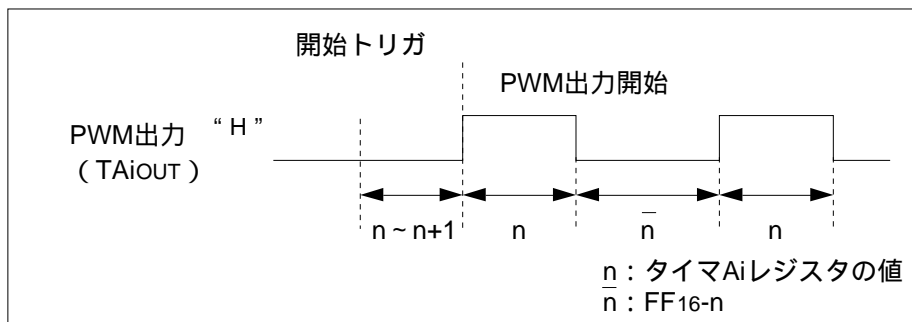 開始トリガ
PWM出力開始
PWM出力 “H”
（TAiOUT）
n～n+1 n n̅ n
n：タイマAiレジスタの値
n̅：FF16-n